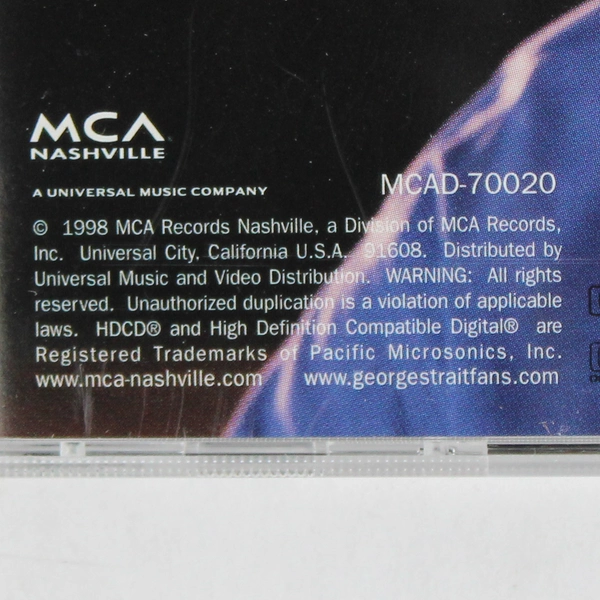 MCA
NASHVILLE
A UNIVERSAL MUSIC COMPANY
MCAD-70020
© 1998 MCA Records Nashville, a Division of MCA Records,
Inc. Universal City, California U.S.A. 91608. Distributed by
Universal Music and Video Distribution. WARNING: All rights
reserved. Unauthorized duplication is a violation of applicable
laws. HDCD® and High Definition Compatible Digital® are
Registered Trademarks of Pacific Microsonics, Inc.
www.mca-nashville.com www.georgestraitfans.com